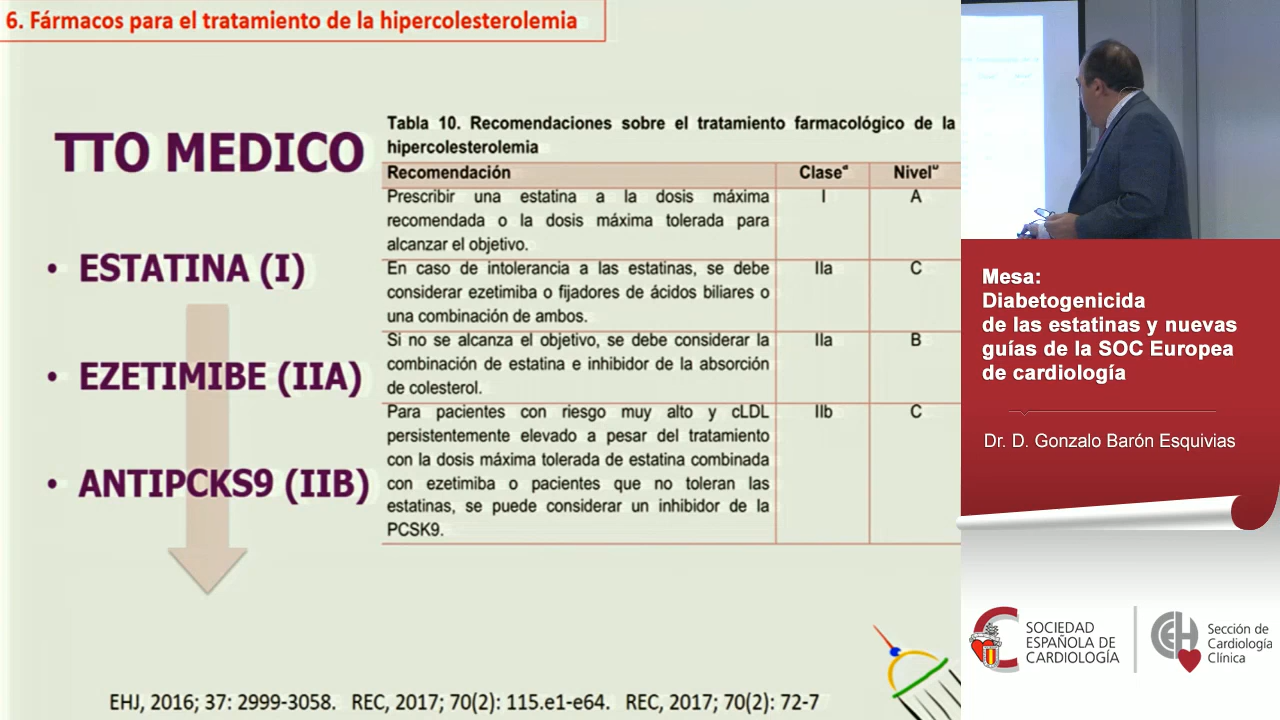 6. Fármacos para el tratamiento de la hipercolesterolemia
TTO MEDICO
• ESTATINA (I)
• EZETIMIBE (IIA)
• ANTIPCKS9 (IIB)
Tabla 10. Recomendaciones sobre el tratamiento farmacológico de la
hipercolesterolemia
Recomendación Clase Nivel
Prescribir una estatina a la dosis máxima I A
recomendada o la dosis máxima tolerada para
alcanzar el objetivo.
En caso de intolerancia a las estatinas, se debe IIa C
considerar ezetimiba o fijadores de ácidos biliares o
una combinación de ambos.
Si no se alcanza el objetivo, se debe considerar la IIa B
combinación de estatina e inhibidor de la absorción
de colesterol.
Para pacientes con riesgo muy alto y cLDL IIb C
persistentemente elevado a pesar del tratamiento
con la dosis máxima tolerada de estatina combinada
con ezetimiba o pacientes que no toleran las
estatinas, se puede considerar un inhibidor de la
PCSK9.
EHJ, 2016; 37: 2999-3058. REC, 2017; 70(2): 115.e1-e64. REC, 2017; 70(2): 72-7
Mesa:
Diabetogenicida
de las estatinas y nuevas
guías de la SOC Europea
de cardiología
Dr. D. Gonzalo Barón Esquivias
SOCIEDAD
ESPAÑOLA DE
CARDIOLOGÍA
Sección de
Cardiología
Clínica